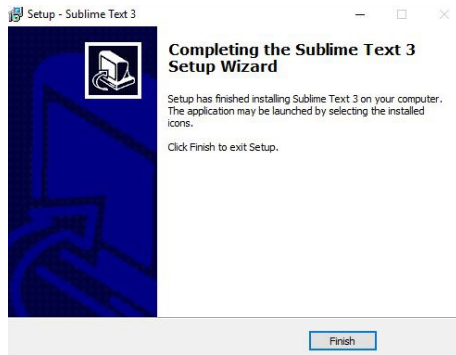 Setup - Sublime Text 3
Completing the Sublime Text 3
Setup Wizard
Setup has finished installing Sublime Text 3 on your computer.
The application may be launched by selecting the installed
icons.
Click Finish to exit Setup.
Finish